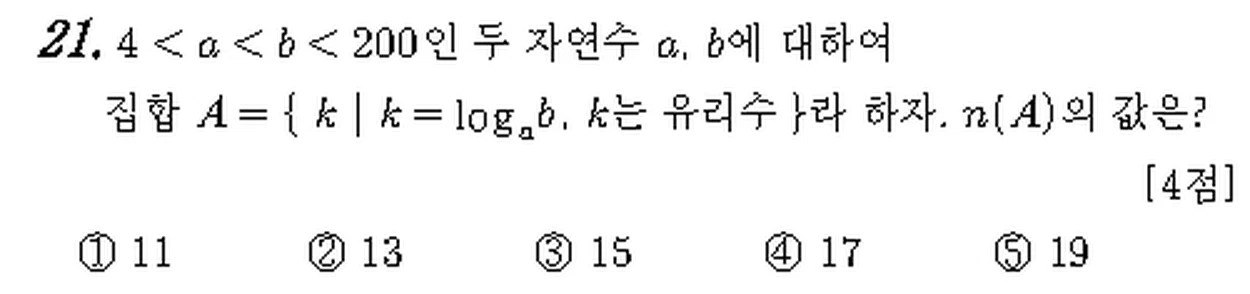 21. 4 < a < b < 200인 두 자연수 a, b에 대하여
집합 A = { k | k = logₐb, k는 유리수 }라 하자. n(A)의 값은?
[4점]
① 11 ② 13 ③ 15 ④ 17 ⑤ 19